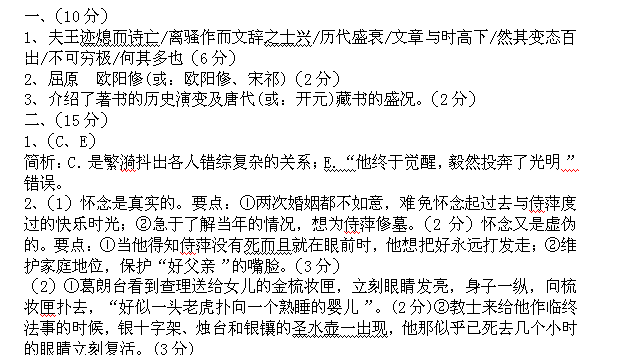 一、（10 分）
1、夫王迹熄而诗亡/离骚作而文辞之士兴/历代盛衰/文章与时高下/然其变态百
出/不可穷极/何其多也（6 分）
2、屈原　欧阳修(或：欧阳修、宋祁)（2 分）
3、介绍了著书的历史演变及唐代(或：开元)藏书的盛况。（2 分）
二、（15 分）
1、（C、E）
简析：C．是繁漪抖出各人错综复杂的关系；E．“他终于觉醒，毅然投奔了光明 ”
错误。
2、（1）怀念是真实的。要点：①两次婚姻都不如意，难免怀念起过去与侍萍度
过的快乐时光；②急于了解当年的情况，想为侍萍修墓。（2 分）怀念又是虚伪
的。要点：①当他得知侍萍没有死而且就在眼前时，他想把好永远打发走；②维
护家庭地位，保护“好父亲 ”的嘴脸。（3 分）
（2）①葛朗台看到查理送给女儿的金梳妆匣，立刻眼睛发亮，身子一纵，向梳
妆匣扑去，“好似一头老虎扑向一个熟睡的婴儿 ”。(2 分)②教士来给他作临终
法事的时候，银十字架、烛台和银镶的圣水壶一出现，他那似乎已死去几个小时
的眼睛立刻复活。（3 分）